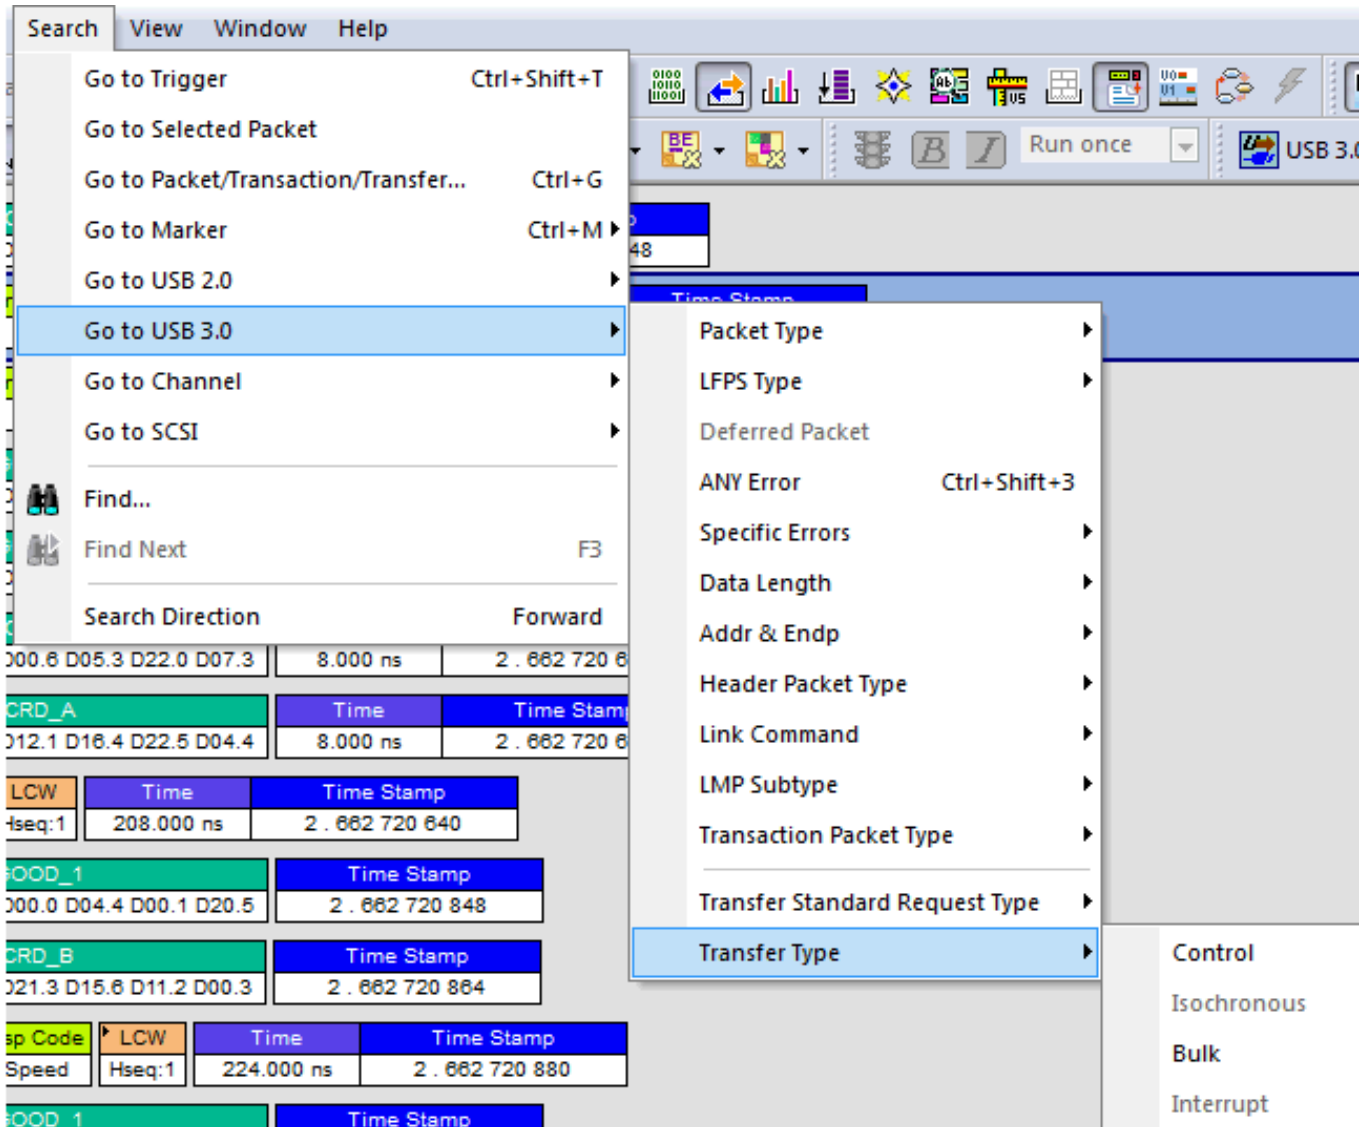 Search View Window Help
Go to Trigger Ctrl+Shift+T
Go to Selected Packet
Run once
USB 3.0
Go to Packet/Transaction/Transfer... Ctrl+G
Go to Marker Ctrl+M
48
Go to USB 2.0
Time Stamp
Go to USB 3.0
Go to Channel
Go to SCSI
Find...
Find Next F3
Search Direction Forward
Packet Type
LFPS Type
Deferred Packet
ANY Error Ctrl+Shift+3
Specific Errors
Data Length
Addr & Endp
Header Packet Type
Link Command
LMP Subtype
Transaction Packet Type
Transfer Standard Request Type
Transfer Type
Control
Isochronous
Bulk
Interrupt
D00.6 D05.3 D22.0 D07.3 8.000 ns 2 . 662 720 6
CRD_A Time Time Stam
D12.1 D16.4 D22.5 D04.4 8.000 ns 2 . 662 720 6
LCW Time Time Stamp
Hseq:1 208.000 ns 2 . 662 720 640
GOOD_1 Time Stamp
D00.0 D04.4 D00.1 D20.5 2 . 662 720 848
CRD_B Time Stamp
D21.3 D15.6 D11.2 D00.3 2 . 662 720 864
sp Code LCW Time Time Stamp
Speed Hseq:1 224.000 ns 2 . 662 720 880
GOOD_1 Time Stamp